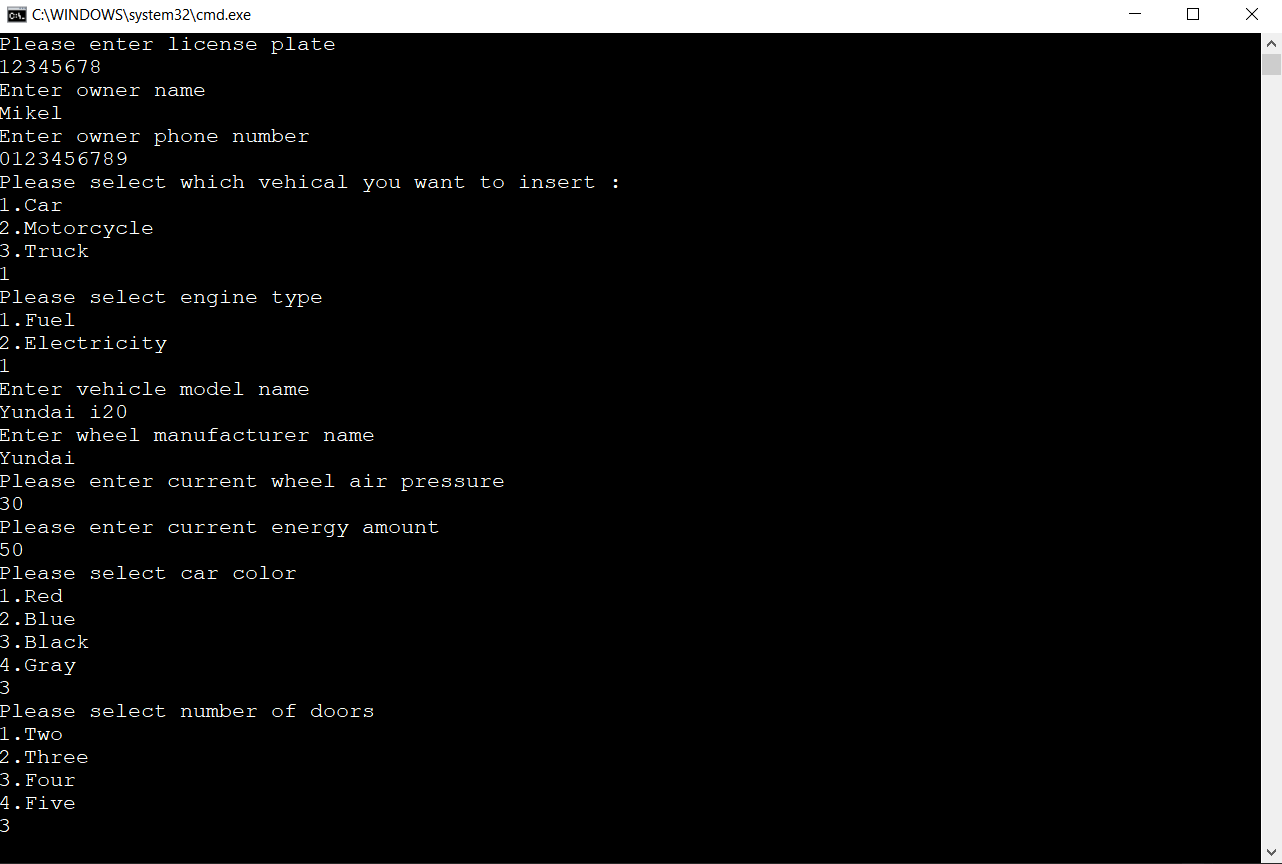 C:\WINDOWS\system32\cmd.exe
Please enter license plate
12345678
Enter owner name
Mikel
Enter owner phone number
0123456789
Please select which vehical you want to insert :
1.Car
2.Motorcycle
3.Truck
1
Please select engine type
1.Fuel
2.Electricity
1
Enter vehicle model name
Yundai i20
Enter wheel manufacturer name
Yundai
Please enter current wheel air pressure
30
Please enter current energy amount
50
Please select car color
1.Red
2.Blue
3.Black
4.Gray
3
Please select number of doors
1.Two
2.Three
3.Four
4.Five
3